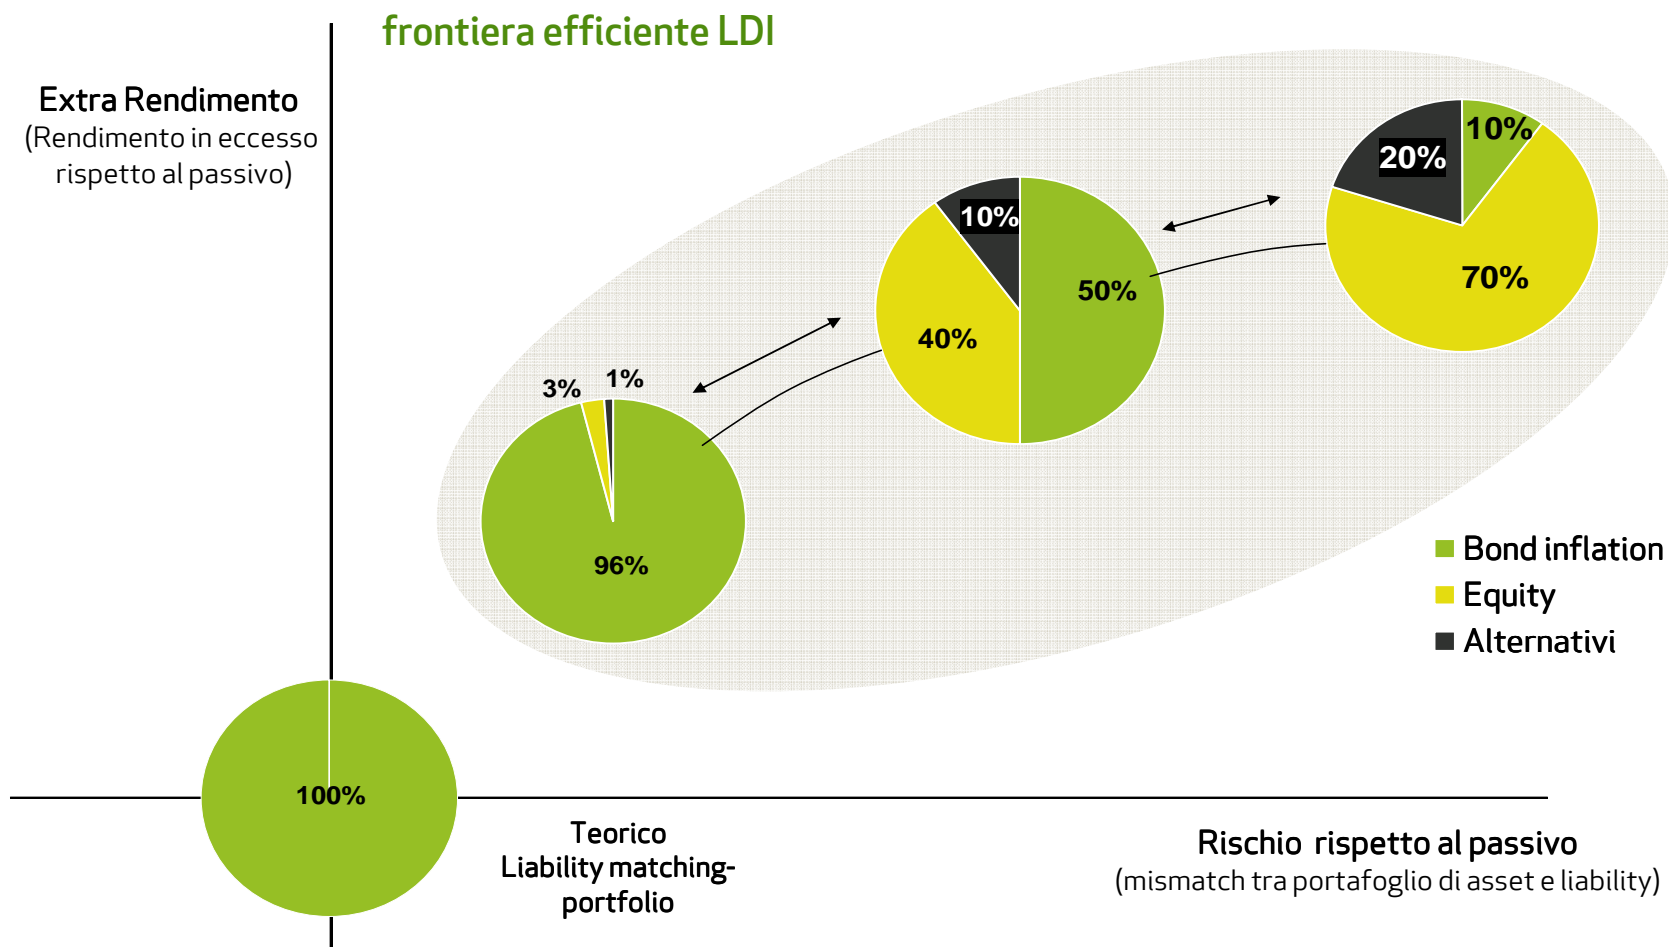 frontiera efficiente LDI
Extra Rendimento
(Rendimento in eccesso
rispetto al passivo)
10%
20%
70%
10%
50%
40%
3%
1%
96%
Bond inflation
Equity
Alternativi
100%
Teorico
Liability matching-
portfolio
Rischio rispetto al passivo
(mismatch tra portafoglio di asset e liability)